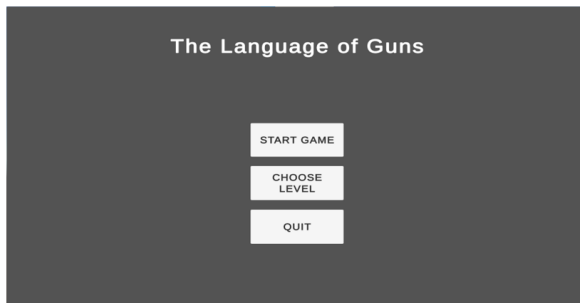 The Language of Guns
START GAME
CHOOSE
LEVEL
QUIT